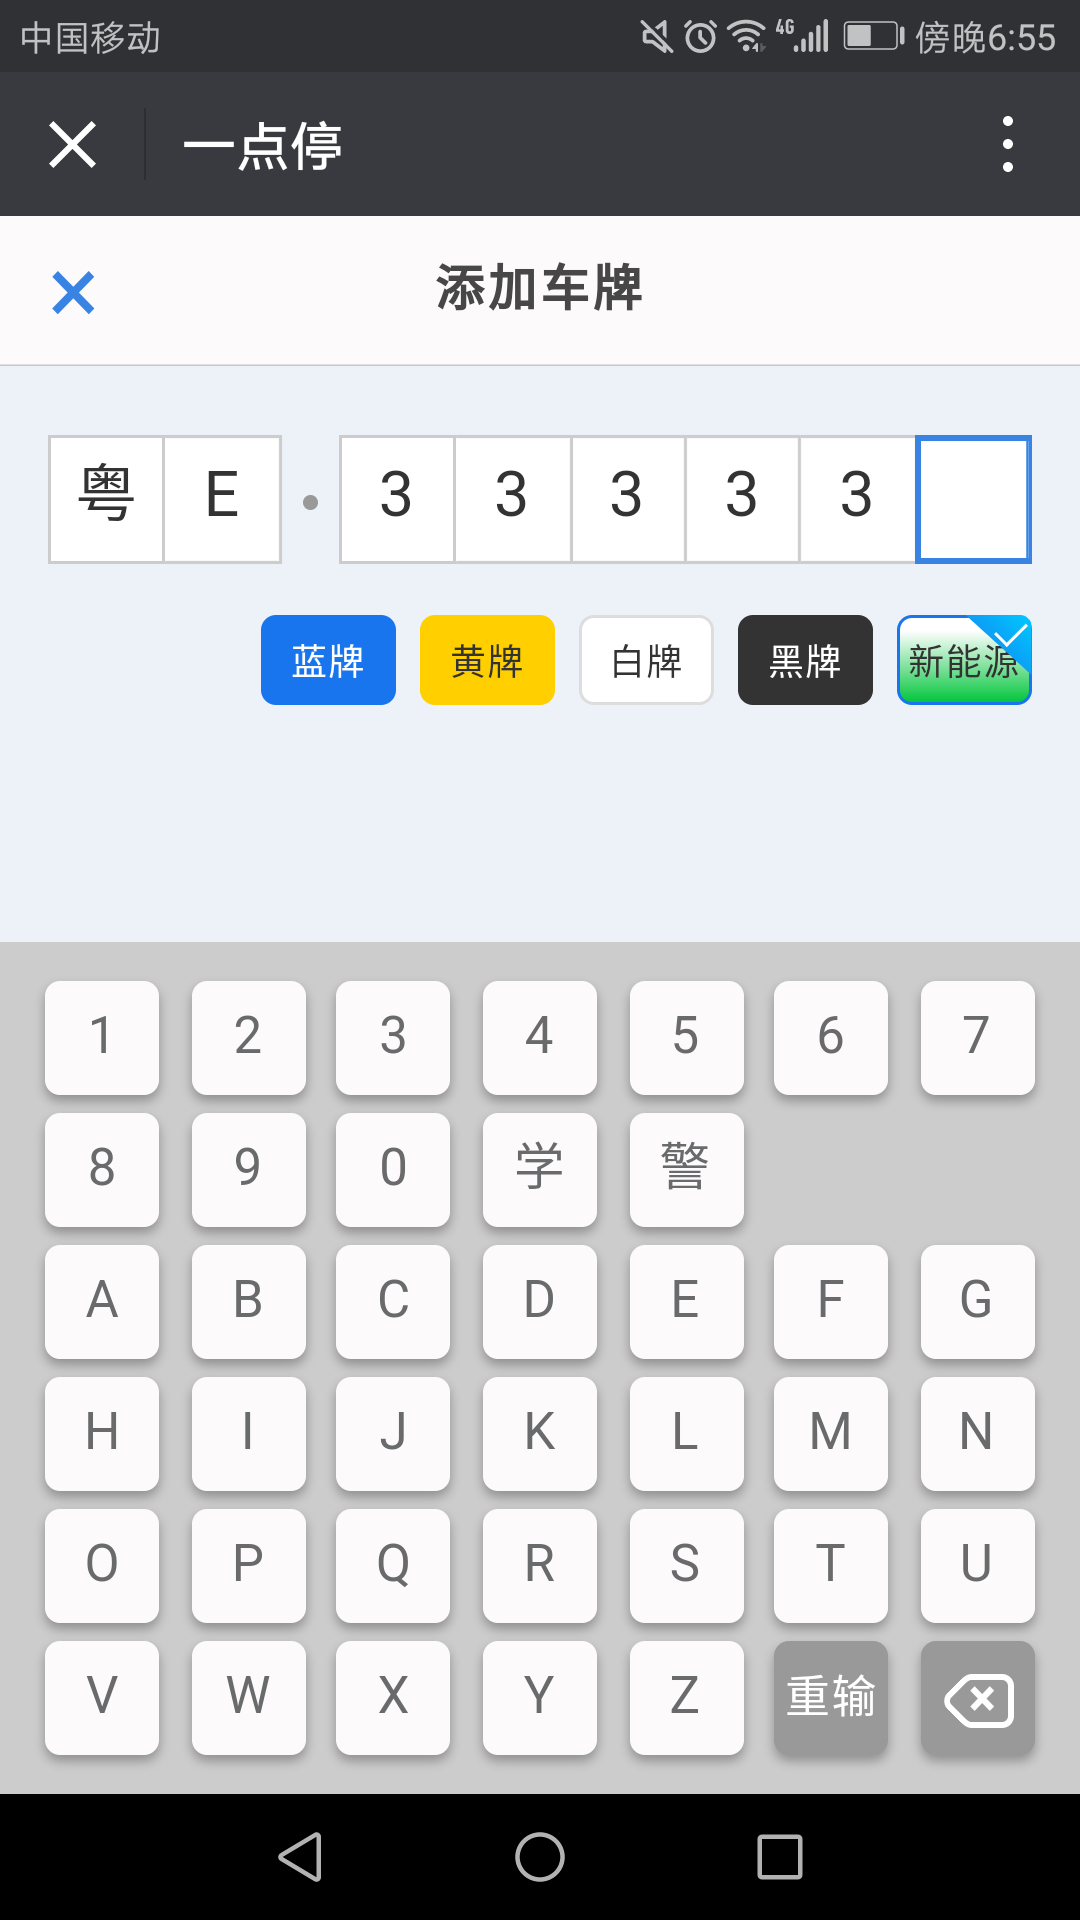 中国移动 4G 傍晚6:55
一点停
添加车牌
粤 E · 3 3 3 3 3
蓝牌 黄牌 白牌 黑牌 新能源
1 2 3 4 5 6 7
8 9 0 学 警
A B C D E F G
H I J K L M N
O P Q R S T U
V W X Y Z 重输